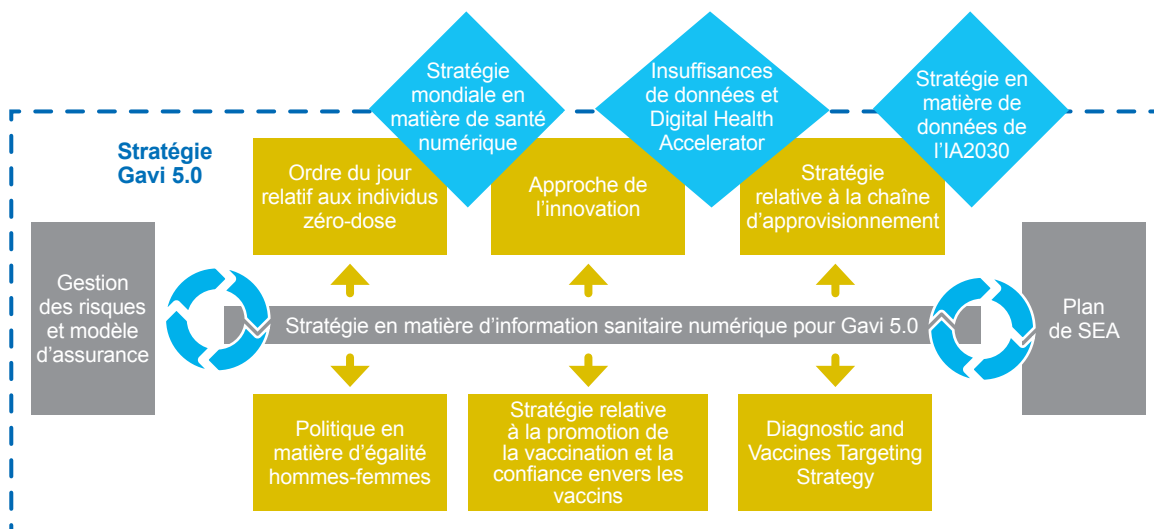 Stratégie
mondiale en
matière de santé
numérique
Insuffisances
de données et
Digital Health
Accelerator
Stratégie en
matière de
données de
l'IA2030
Stratégie
Gavi 5.0
Ordre du jour
relatif aux individus
zéro-dose
Approche de
l'innovation
Stratégie
relative à la chaîne
d'approvisionnement
Gestion
des risques
et modèle
d'assurance
Stratégie en matière d'information sanitaire numérique pour Gavi 5.0
Plan
de SEA
Politique en
matière d'égalité
hommes-femmes
Stratégie relative
à la promotion de
la vaccination et la
confiance envers les
vaccins
Diagnostic and
Vaccines Targeting
Strategy